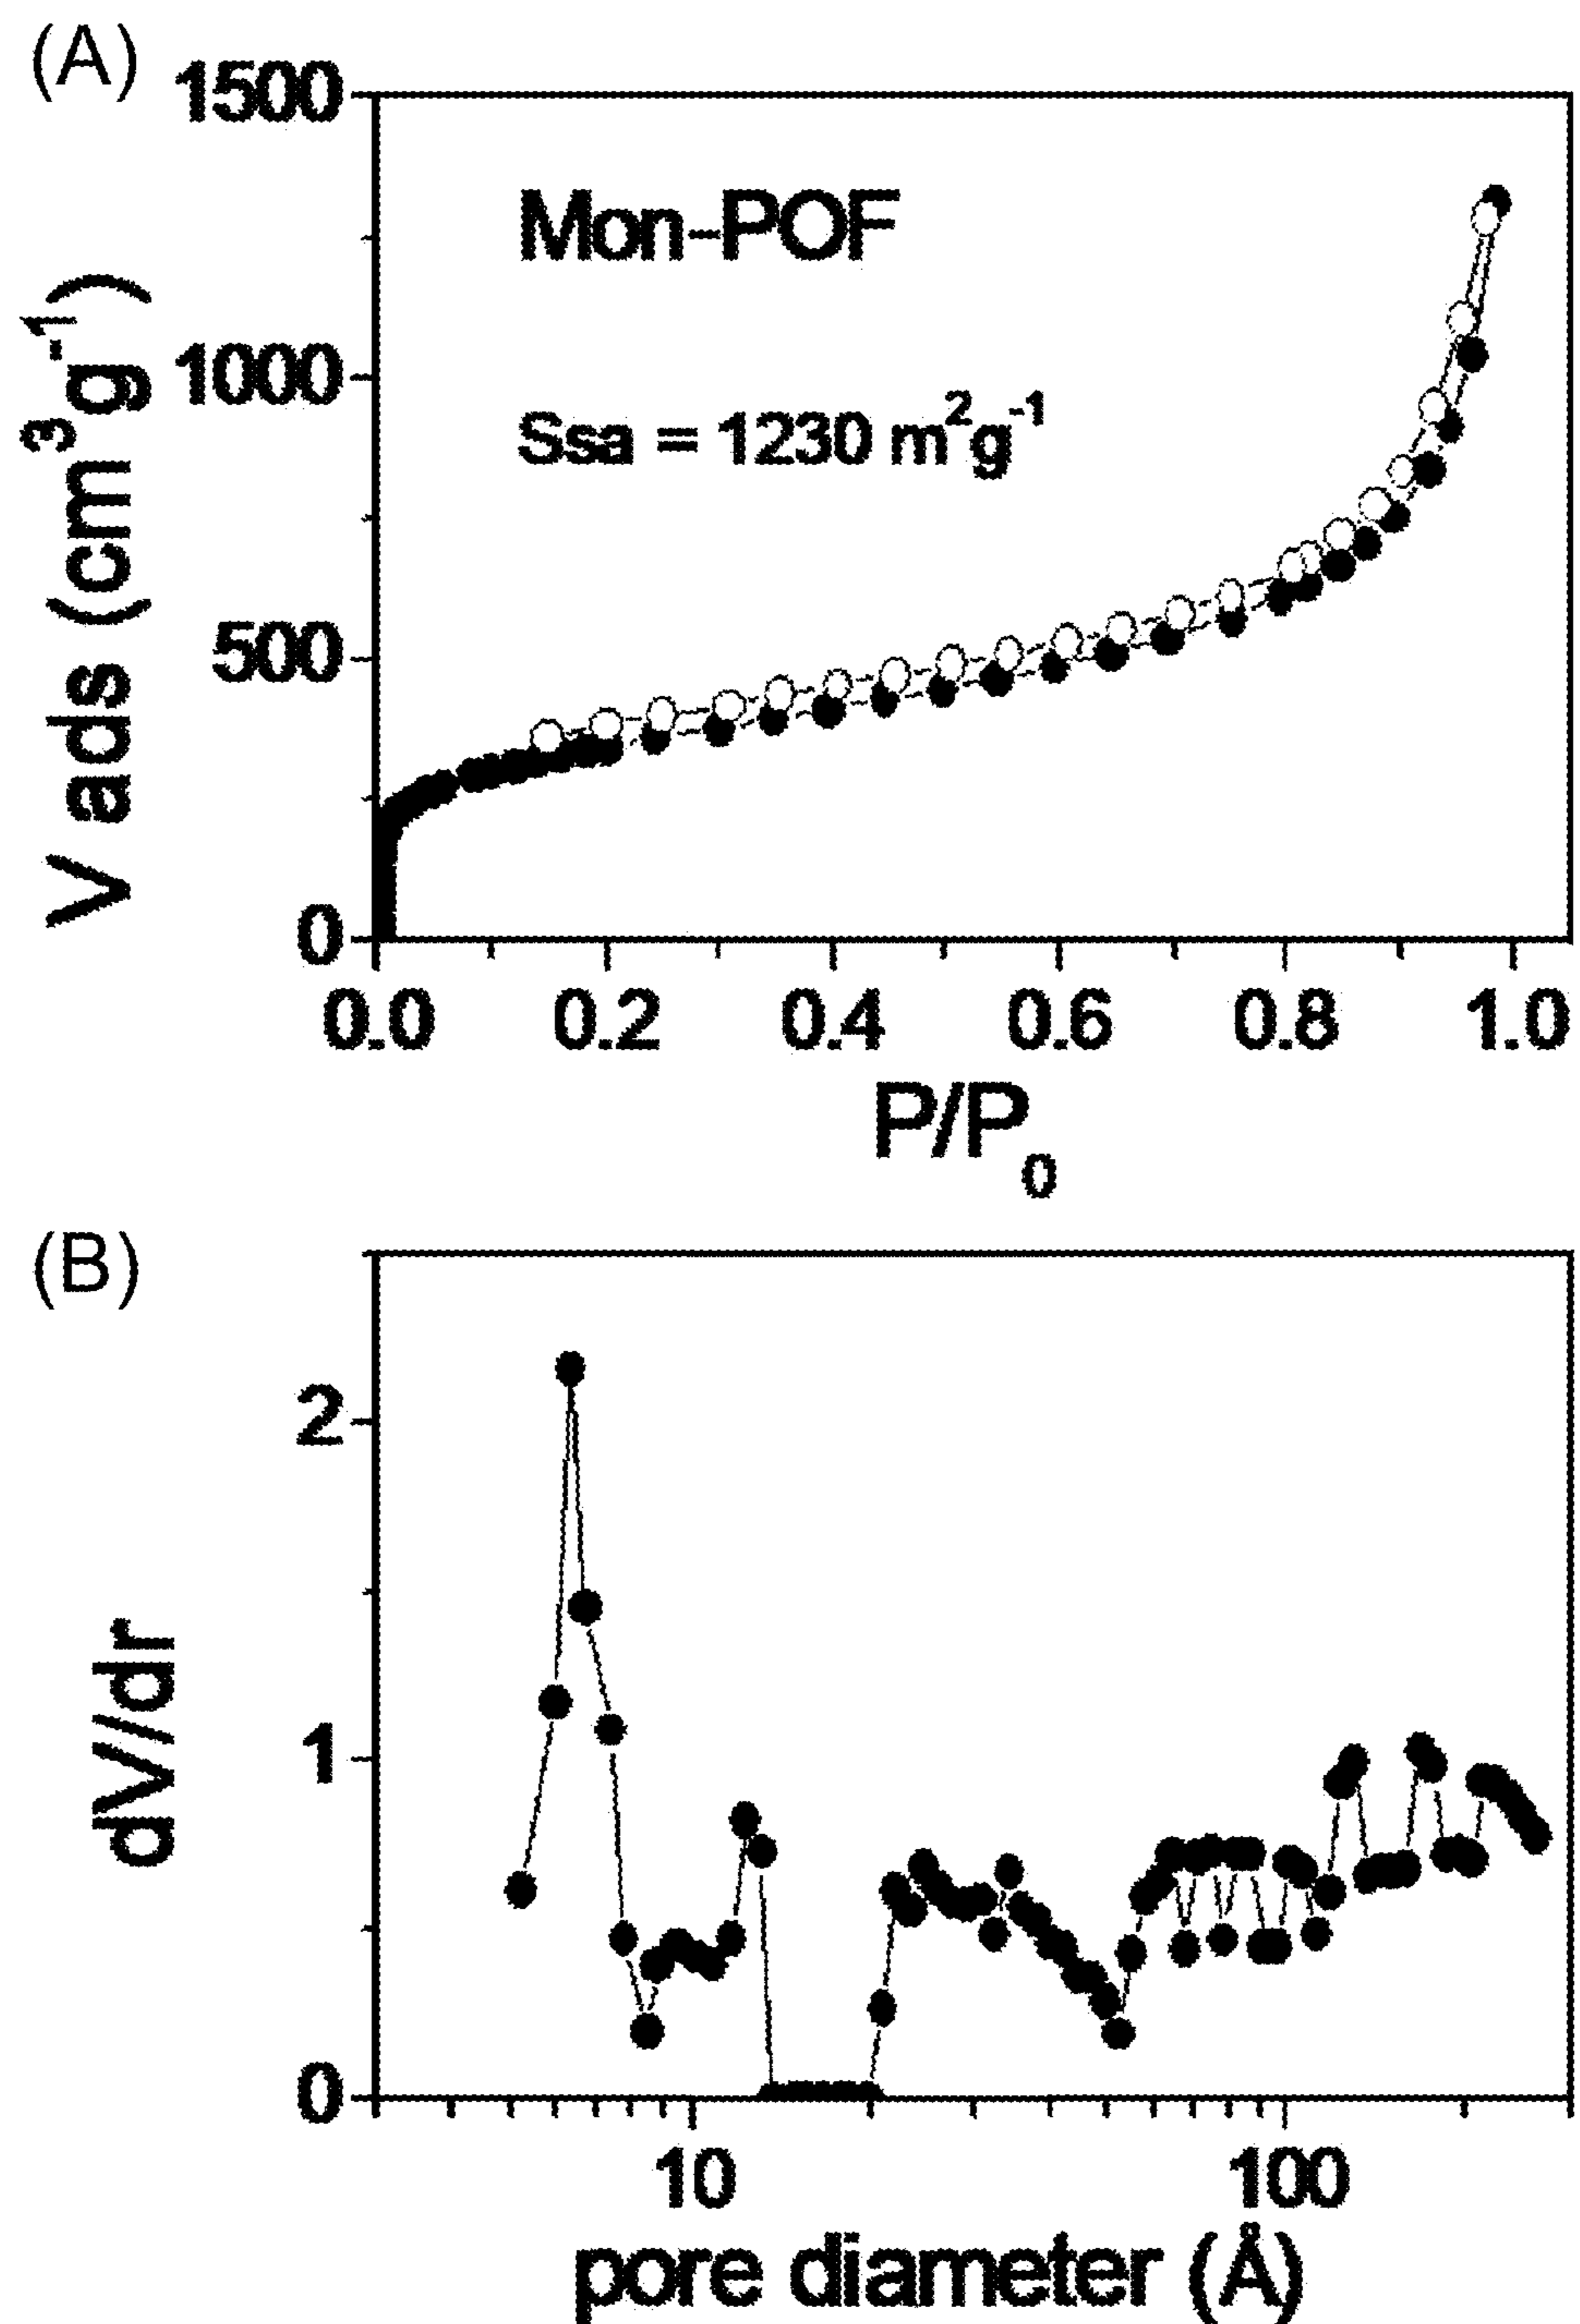 (A)
1500
1000
500
0
V ads (cm³g⁻¹)
Mon-POF
Ssa = 1230 m²g⁻¹
0.0 0.2 0.4 0.6 0.8 1.0
P/P₀
(B)
2
1
0
dV/dr
10 100
pore diameter (Å)